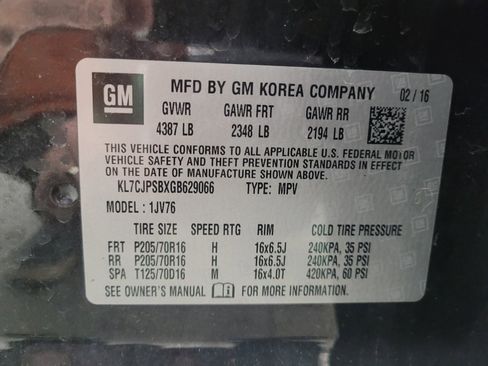 GM
MFD BY GM KOREA COMPANY 02 / 16
GVWR GAWR FRT GAWR RR
4387 LB 2348 LB 2194 LB
THIS VEHICLE CONFORMS TO ALL APPLICABLE U.S. FEDERAL MOTOR
VEHICLE SAFETY AND THEFT PREVENTION STANDARDS IN EFFECT
ON THE DATE OF MANUFACTURE SHOWN ABOVE.
KL7CJPSBXGB629066 TYPE: MPV
MODEL : 1JV76
TIRE SIZE SPEED RTG RIM COLD TIRE PRESSURE
FRT P205/70R16 H 16x6.5J 240KPA, 35 PSI
RR P205/70R16 H 16x6.5J 240KPA, 35 PSI
SPA T125/70D16 M 16x4.0T 420KPA, 60 PSI
SEE OWNER'S MANUAL FOR MORE INFORMATION